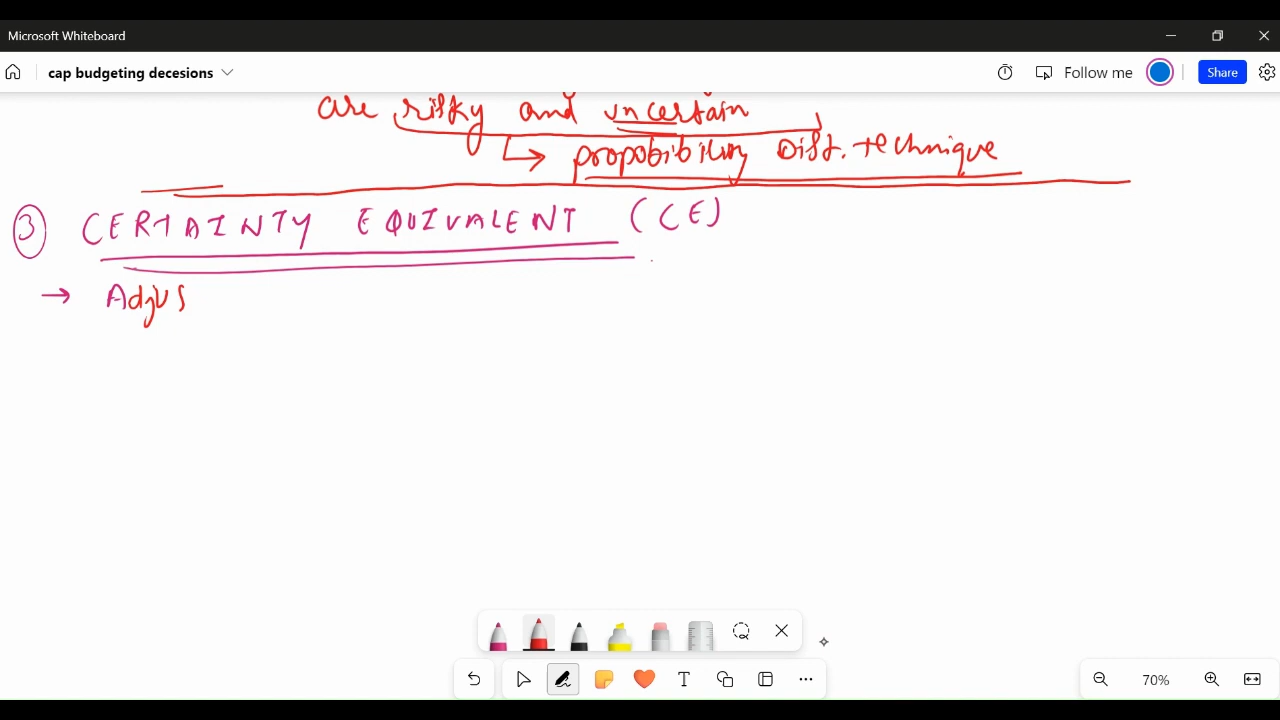 Microsoft Whiteboard
cap budgeting decesions
Follow me
Share
are risky and uncertain
propobibility Dist. technique
3 CERTAINTY EQUIVALENT (CE)
→ Adjus
70%